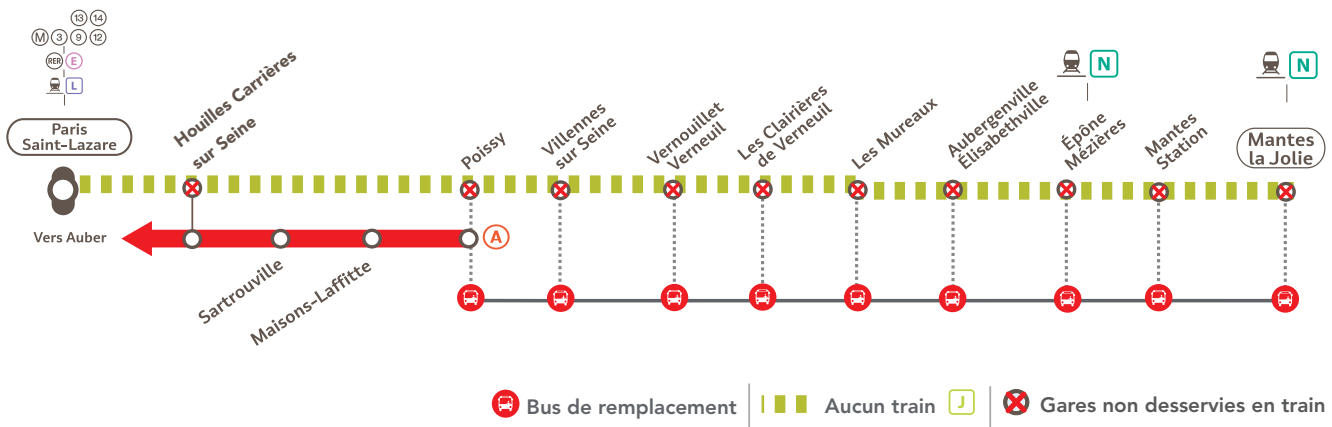 13 14
M 3 9 12
RER E
L
Paris
Saint-Lazare
Houilles Carrières
sur Seine
Poissy
Villennes
sur Seine
Vernouillet
Verneuil
Les Clairières
de Verneuil
Les Mureaux
Aubergenville
Élisabethville
N
Épône
Mézières
Mantes
Station
N
Mantes
la Jolie
Vers Auber
Sartrouville
Maisons-Laffitte
A
Bus de remplacement
Aucun train J
Gares non desservies en train